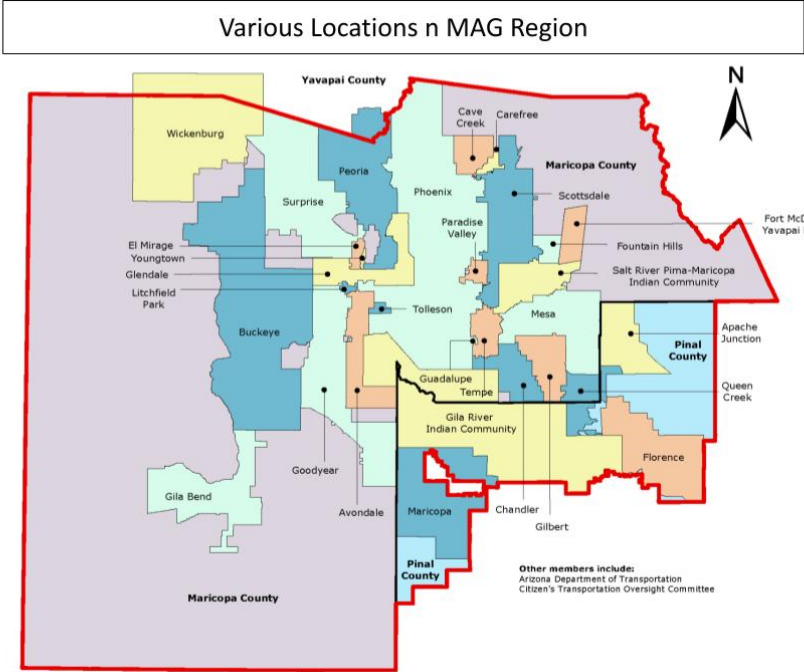 Various Locations n MAG Region
Yavapai County
N
Wickenburg
Cave
Creek
Carefree
Peoria
Maricopa County
Phoenix
Scottsdale
Surprise
Paradise
Valley
Fort McD
Yavapai
El Mirage
Youngtown
Fountain Hills
Glendale
Salt River Pima-Maricopa
Indian Community
Litchfield
Park
Tolleson
Mesa
Buckeye
Apache
Junction
Pinal
County
Guadalupe
Tempe
Queen
Creek
Gila River
Indian Community
Florence
Goodyear
Gila Bend
Avondale
Maricopa
Chandler
Gilbert
Pinal
County
Other members include:
Arizona Department of Transportation
Citizen's Transportation Oversight Committee
Maricopa County